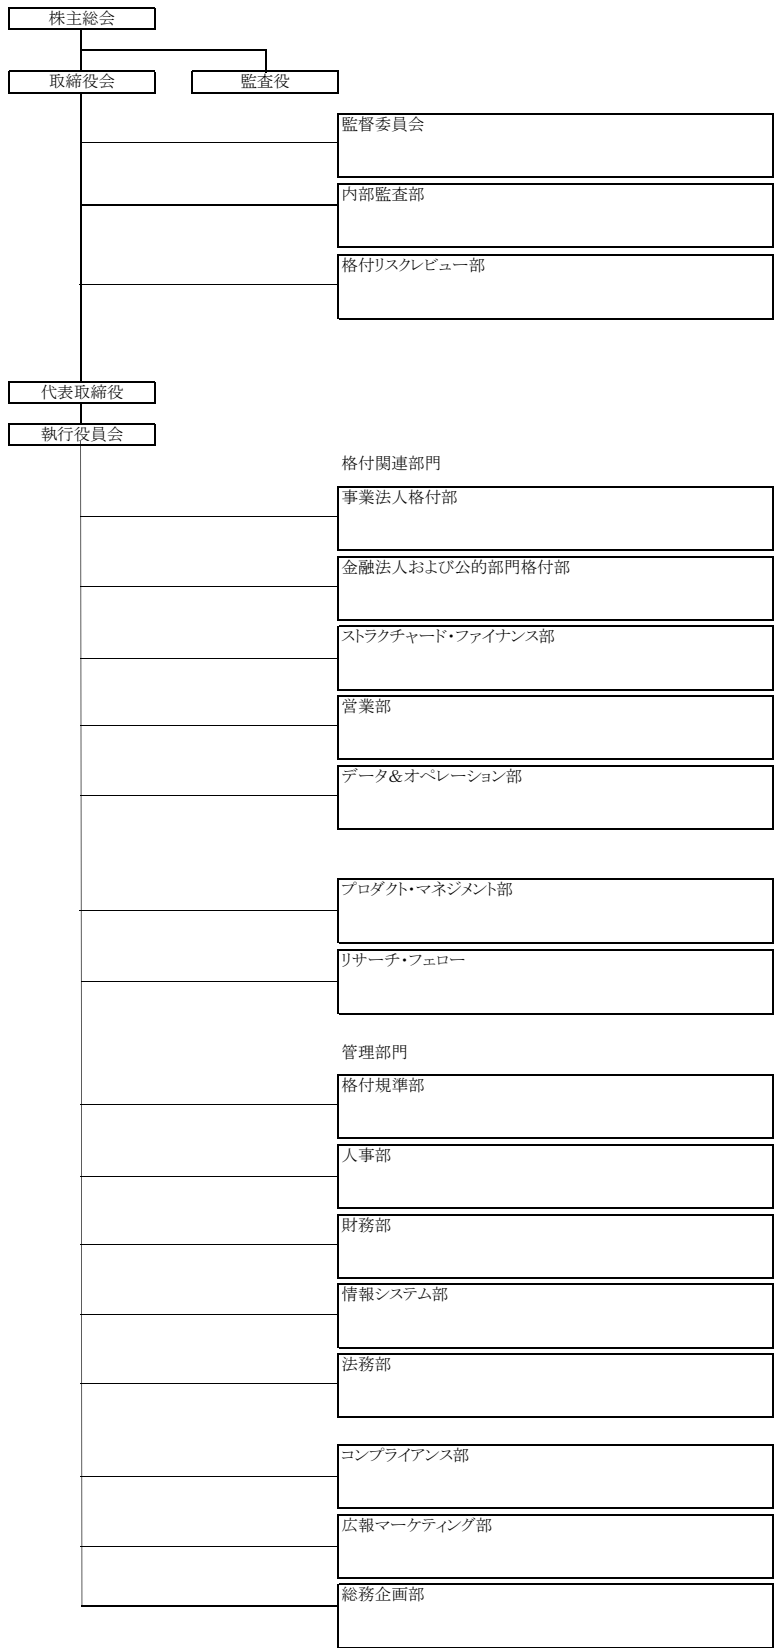 株主総会
取締役会
監査役
監督委員会
内部監査部
格付リスクレビュー部
代表取締役
執行役員会
格付関連部門
事業法人格付部
金融法人および公的部門格付部
ストラクチャード・ファイナンス部
営業部
データ&オペレーション部
プロダクト・マネジメント部
リサーチ・フェロー
管理部門
格付規準部
人事部
財務部
情報システム部
法務部
コンプライアンス部
広報マーケティング部
総務企画部